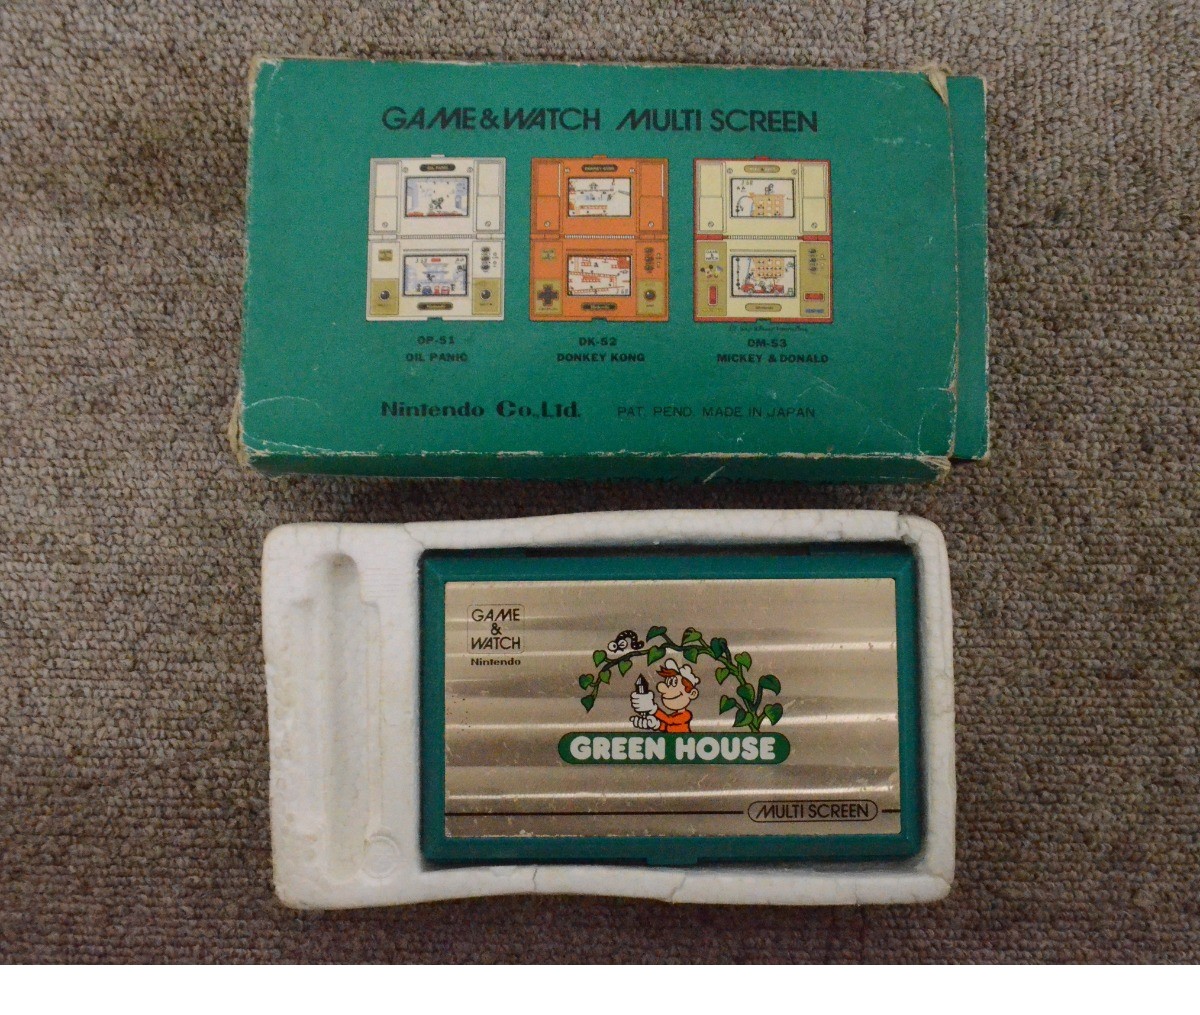 GAME & WATCH MULTI SCREEN
OP-51 DK-52 DM-53
OIL PANIC DONKEY KONG MICKEY & DONALD
Nintendo Co., Ltd. PAT. PEND. MADE IN JAPAN
GAME
&
WATCH
Nintendo
GREEN HOUSE
MULTI SCREEN